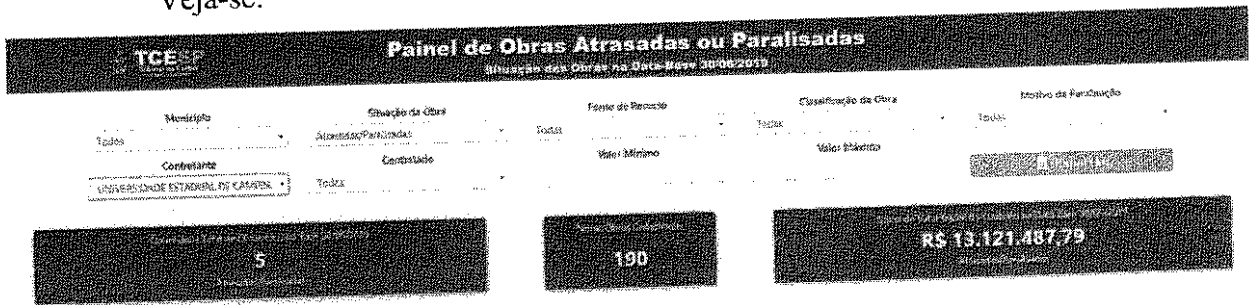 Veja-se:
TCESP
Painel de Obras Atrasadas ou Paralisadas
Situação das Obras na Data-Base 30/06/2019
Município
Situação da Obra
Fonte de Recurso
Classificação da Obra
Motivo da Paralisação
Todos
Atrasadas/Paralisadas
Todas
Todas
Todos
Contratante
Contratado
Valor Mínimo
Valor Máximo
UNIVERSIDADE ESTADUAL DE
Todos
5
190
R$ 13.121.487,79